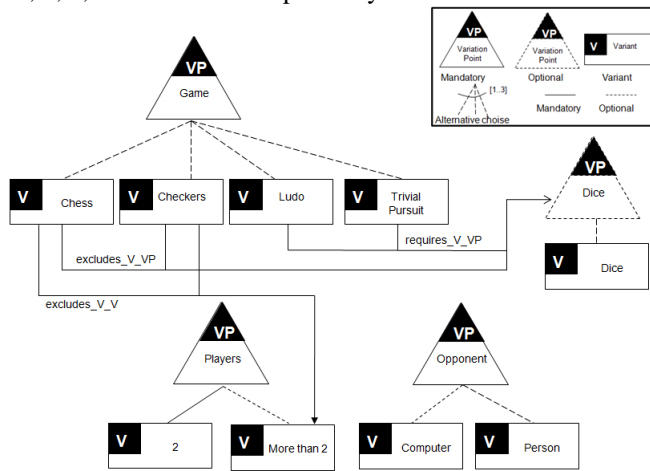 VP
Variation
Point
Mandatory
VP
Variation
Point
Optional
V
Variant
Variant
[1..3]
Alternative choise
Mandatory
Optional
VP
Game
V
Chess
V
Checkers
V
Ludo
V
Trivial
Pursuit
VP
Dice
V
Dice
requires_V_VP
excludes_V_VP
excludes_V_V
VP
Players
V
2
V
More than 2
VP
Opponent
V
Computer
V
Person